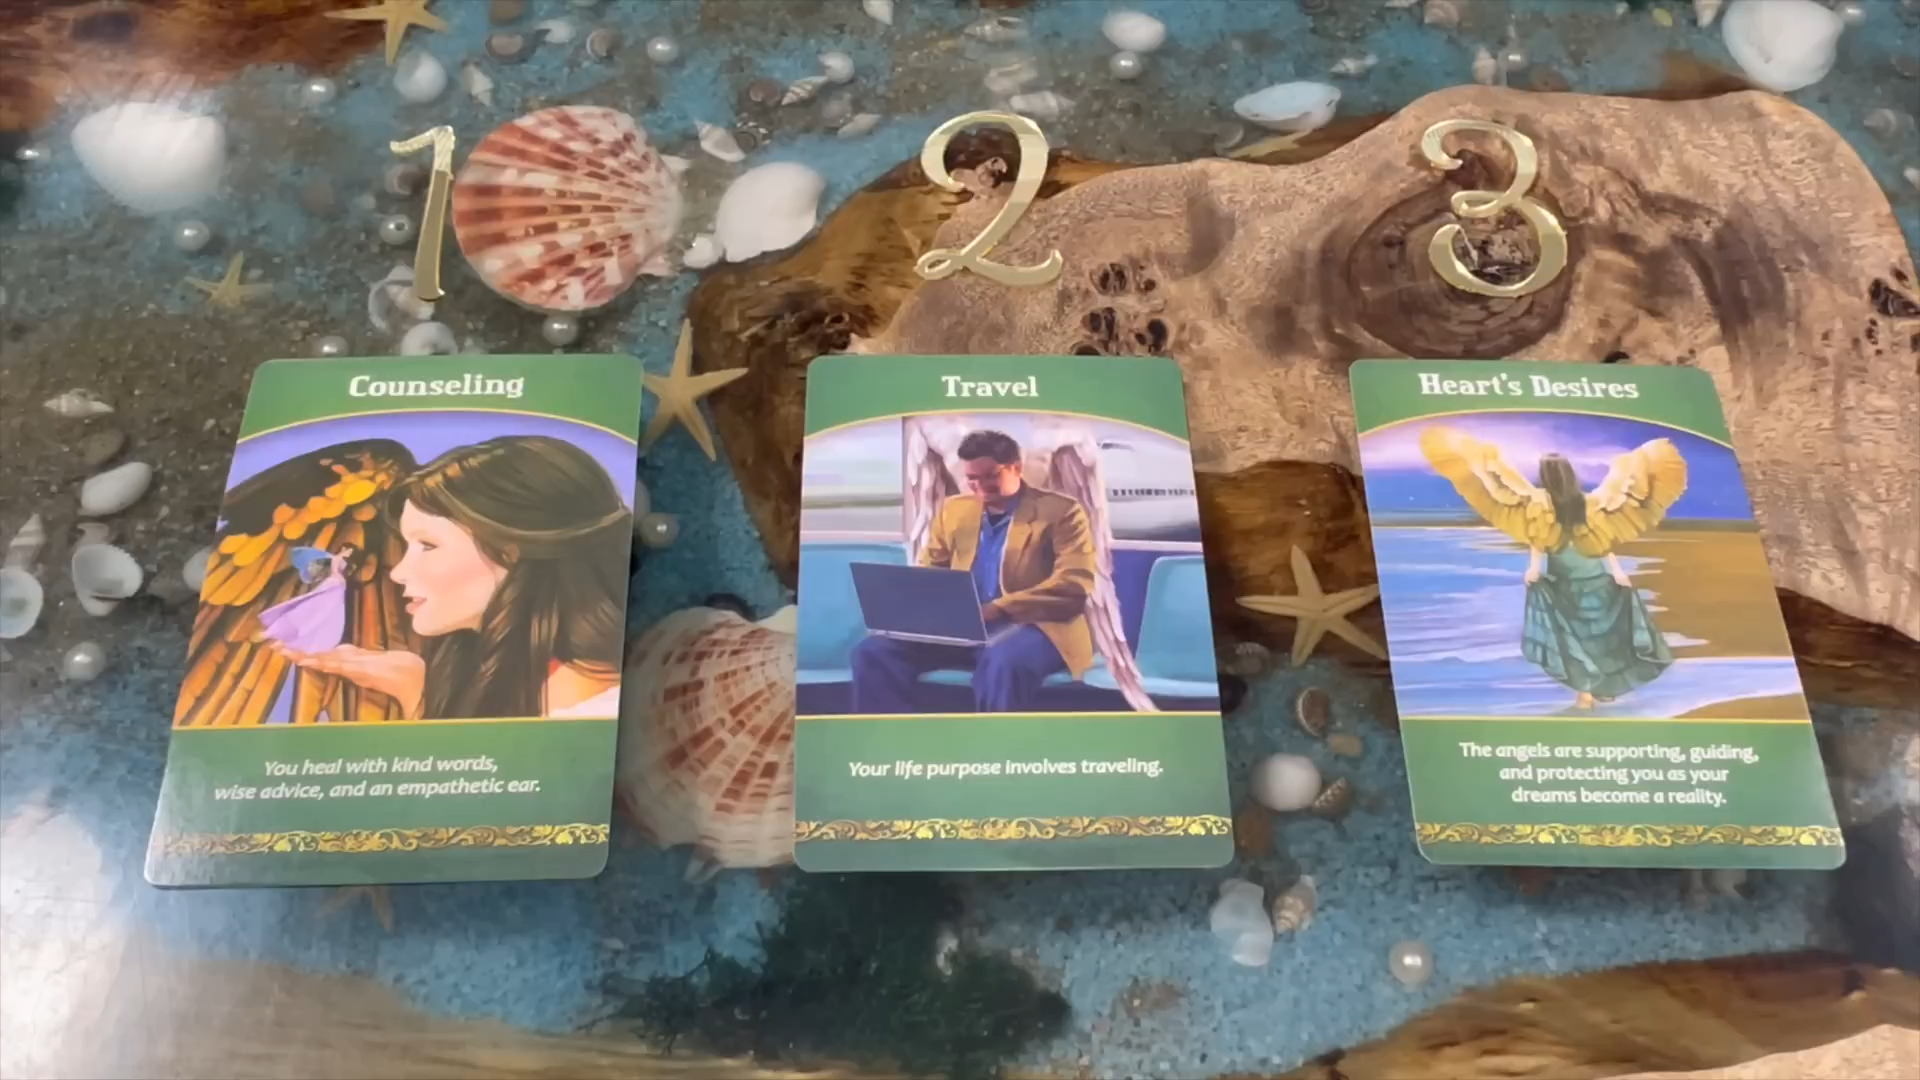 1
2
3
Counseling
You heal with kind words,
wise advice, and an empathetic ear.
Travel
Your life purpose involves traveling.
Heart's Desires
The angels are supporting, guiding,
and protecting you as your
dreams become a reality.